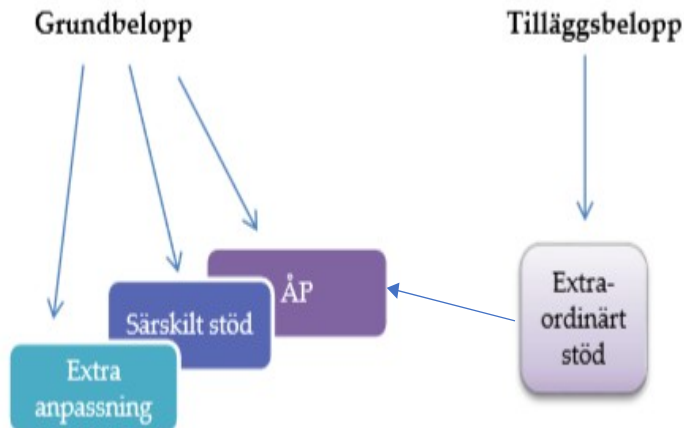 Grundbelopp
Tilläggsbelopp
ÅP
Särskilt stöd
Extra
anpassning
Extra-
ordinärt
stöd